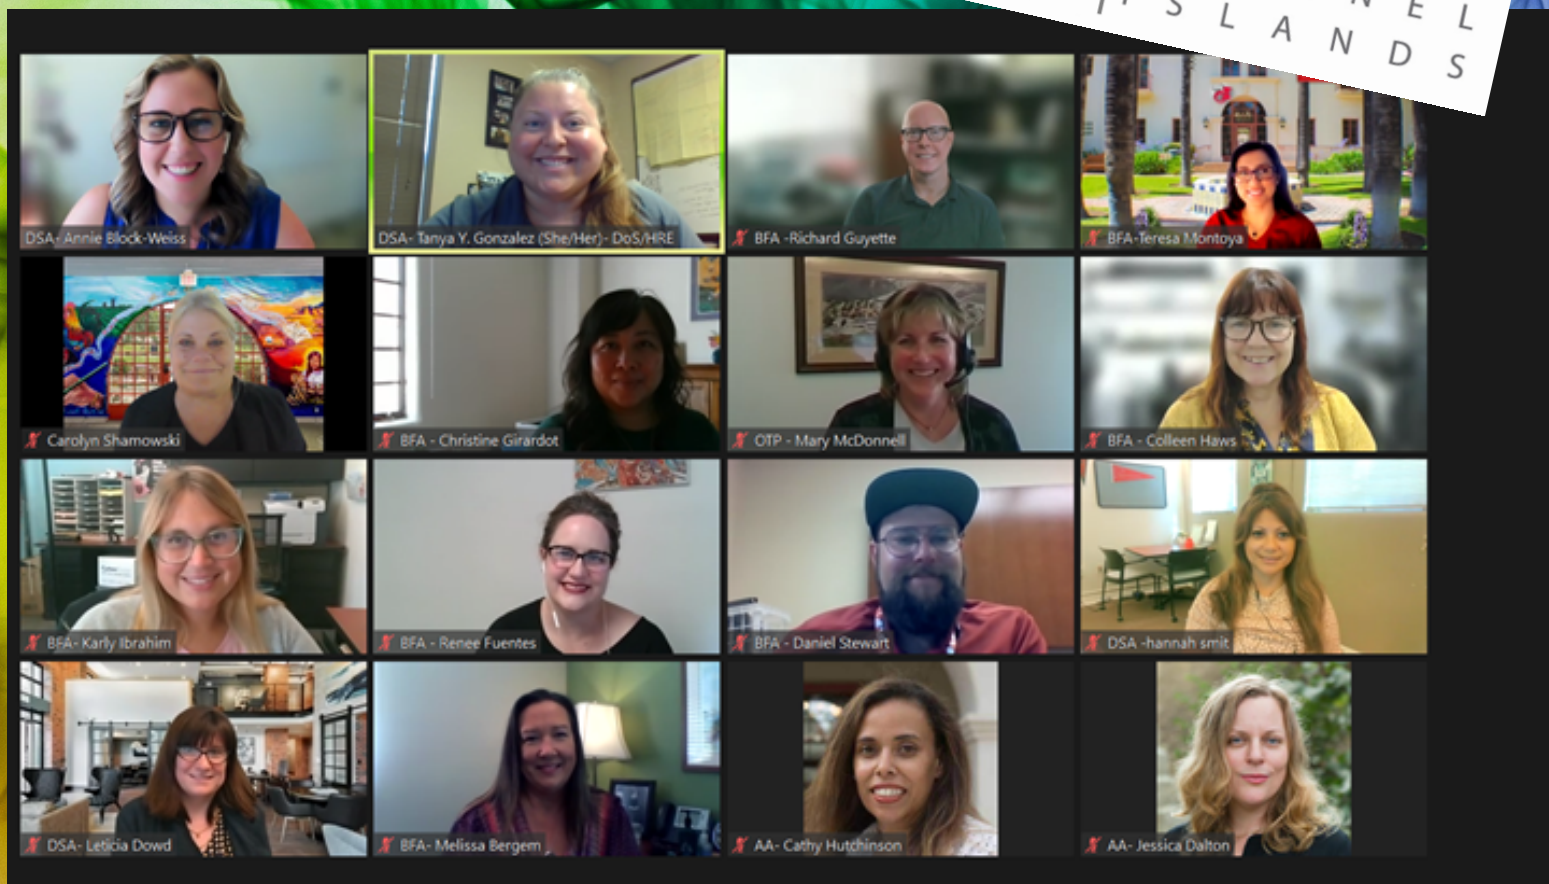 N E L
I S L A N D S
DSA- Annie Block-Weiss
DSA- Tanya Y. Gonzalez (She/Her)- DoS/HRE
BFA -Richard Guyette
BFA-Teresa Montoya
Carolyn Shamowski
BFA - Christine Girardot
OTP - Mary McDonnell
BFA - Colleen Haws
BFA- Karly Ibrahim
BFA - Renee Fuentes
BFA - Daniel Stewart
DSA -hannah smit
DSA- Leticia Dowd
BFA- Melissa Bergem
AA- Cathy Hutchinson
AA- Jessica Dalton